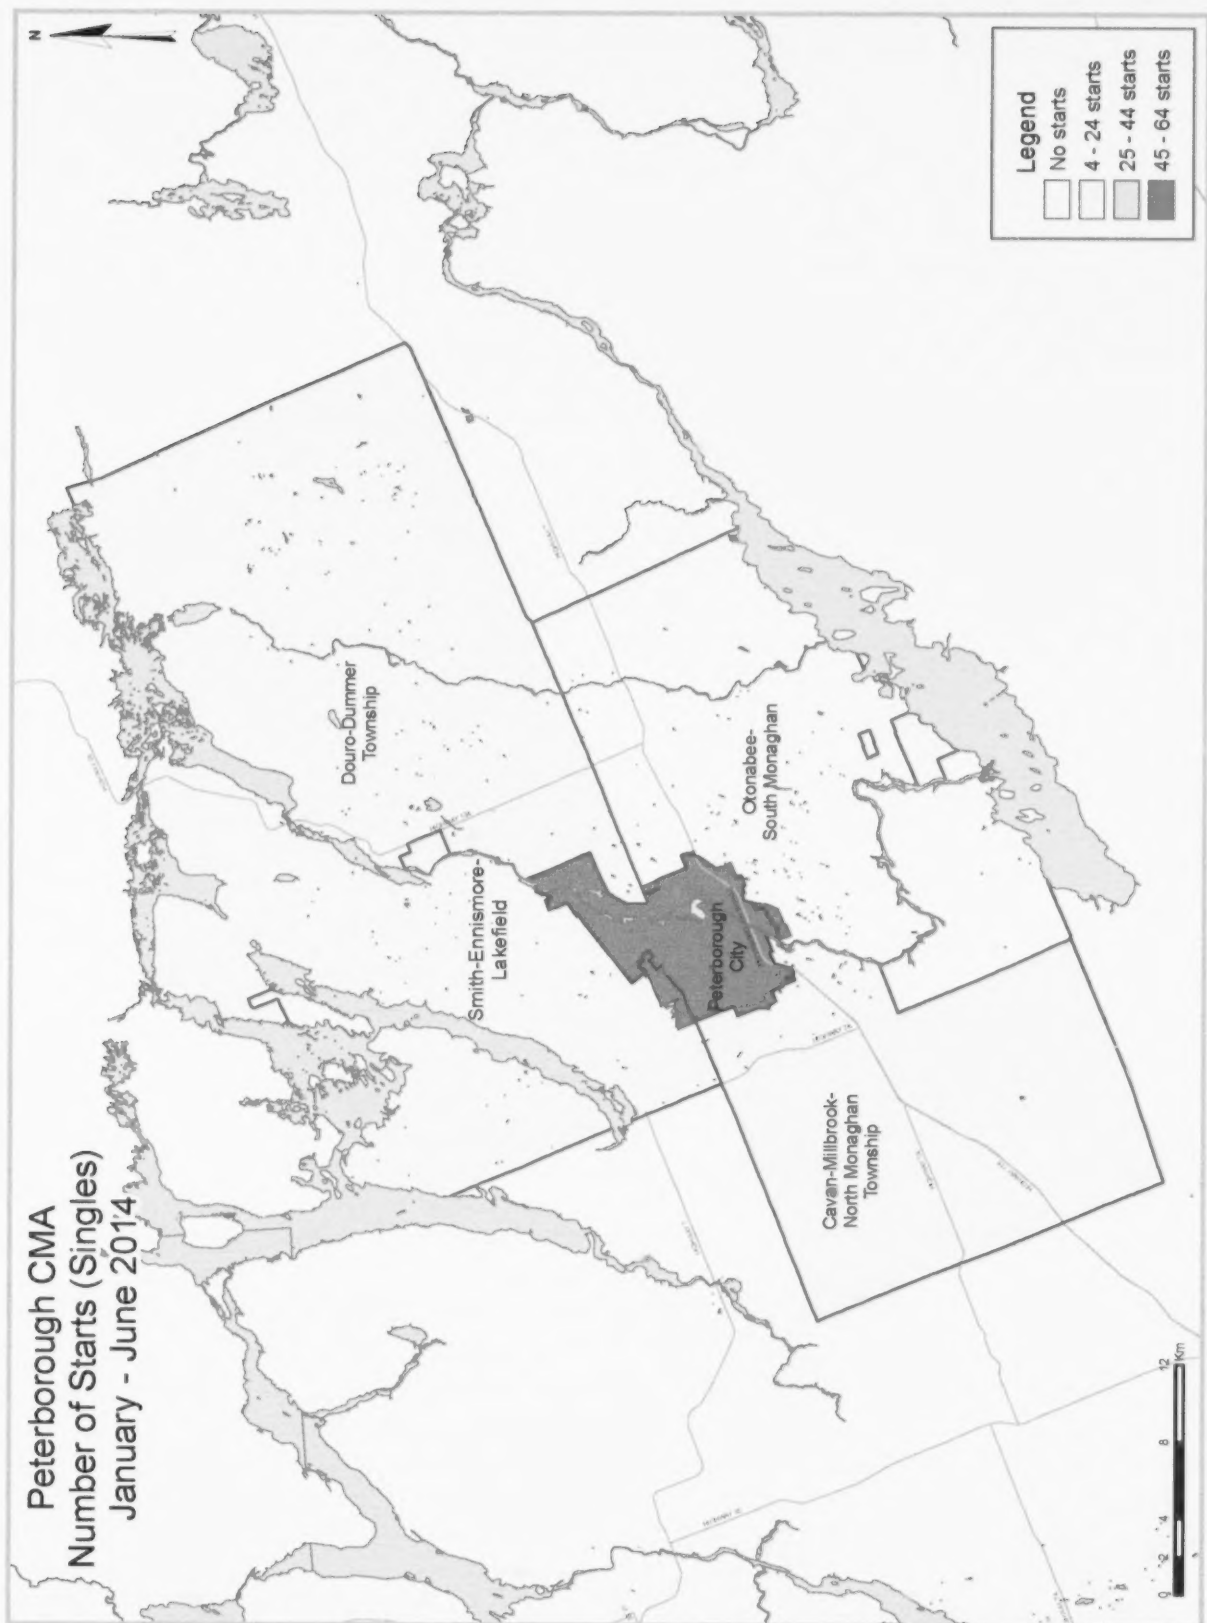 Peterborough CMA
Number of Starts (Singles)
January - June 2014
N
Douro-Dummer
Township
Smith-Ennismore-
Lakefield
Otonabee-
South Monaghan
Peterborough
City
Cavan-Millbrook-
North Monaghan
Township
Legend
No starts
4 - 24 starts
25 - 44 starts
45 - 64 starts
0 2 4 8 12
Km